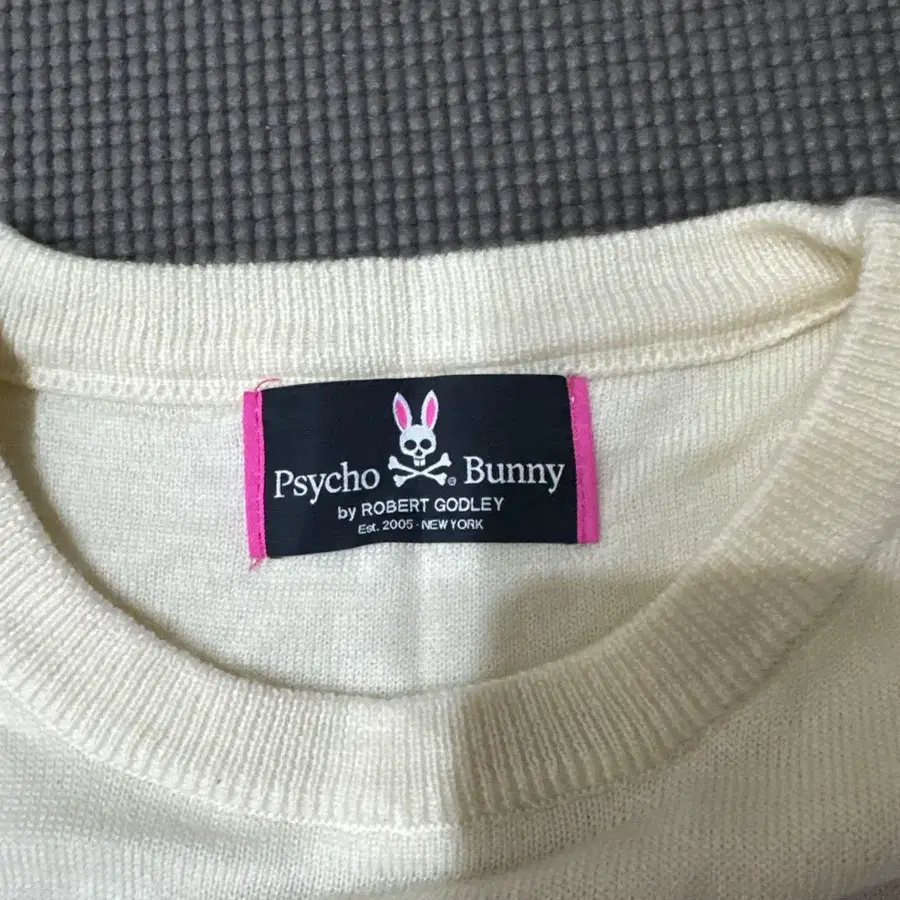 Psycho Bunny
by ROBERT GODLEY
Est. 2005 - NEW YORK